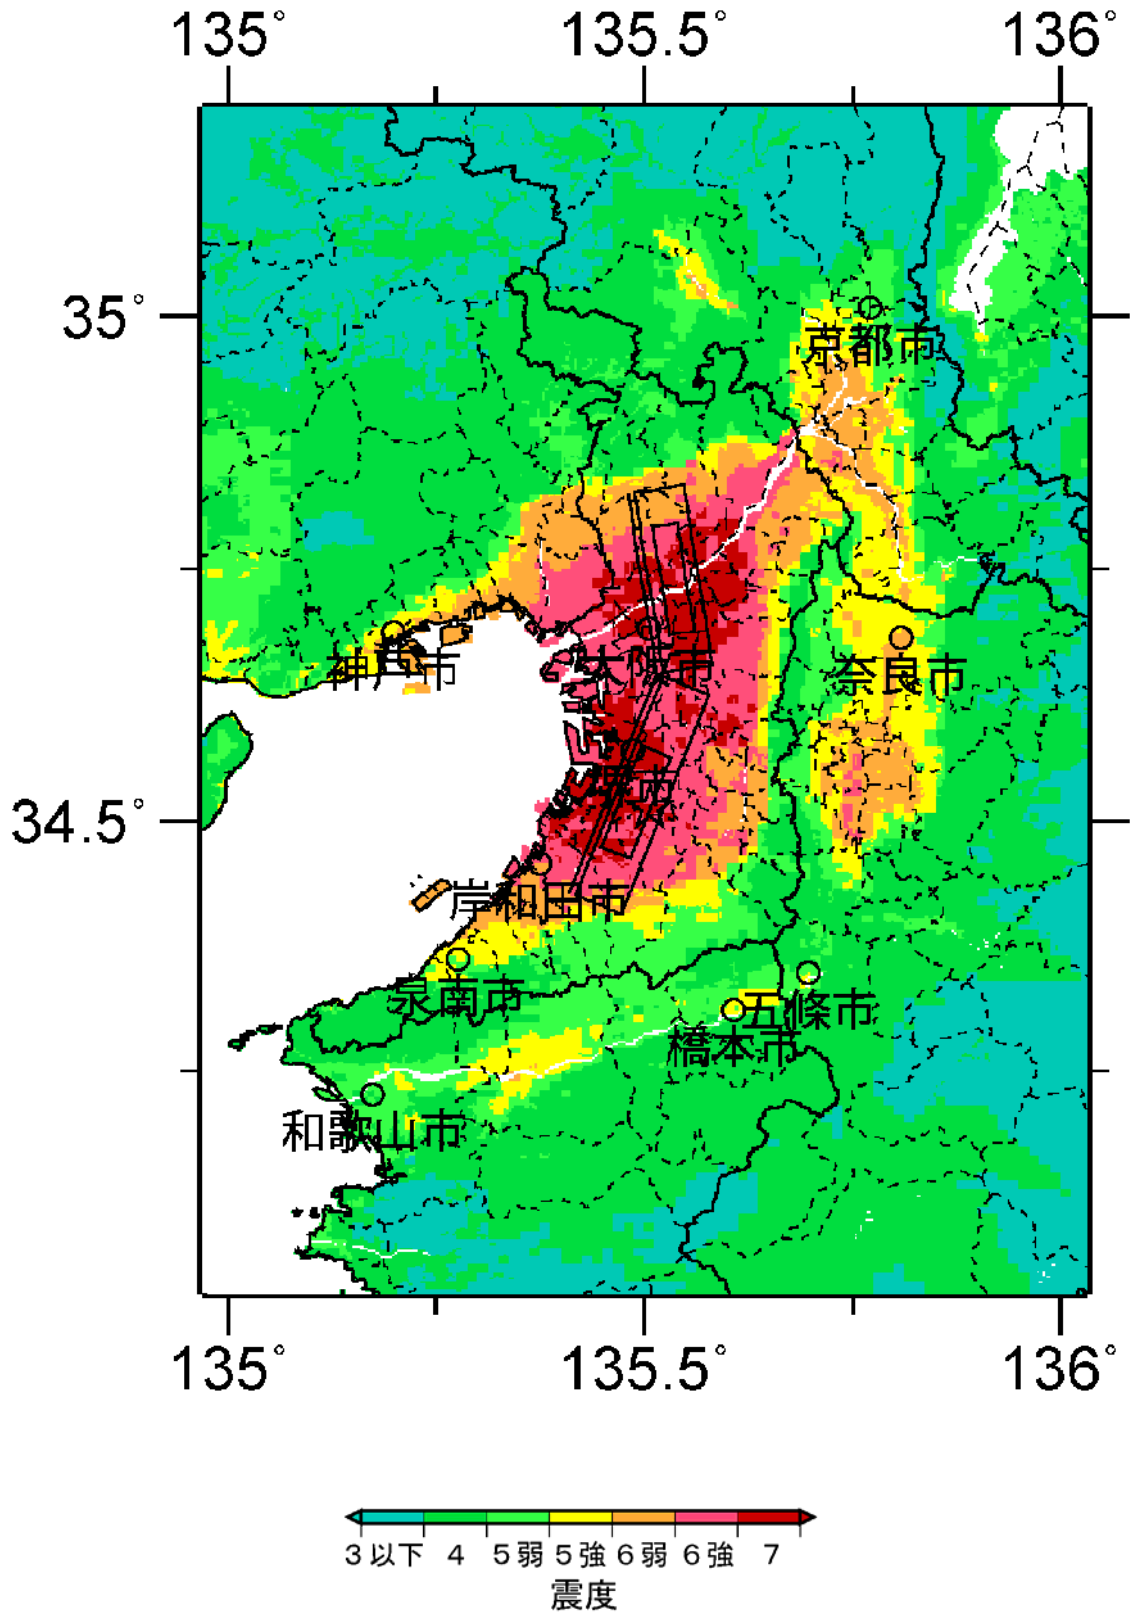 135° 135.5° 136°
35°
京都市
神戸市 大阪市 奈良市
堺市
34.5°
岸和田市
泉南市 五條市
橋本市
和歌山市
135° 135.5° 136°
3以下 4 5弱 5強 6弱 6強 7
震度